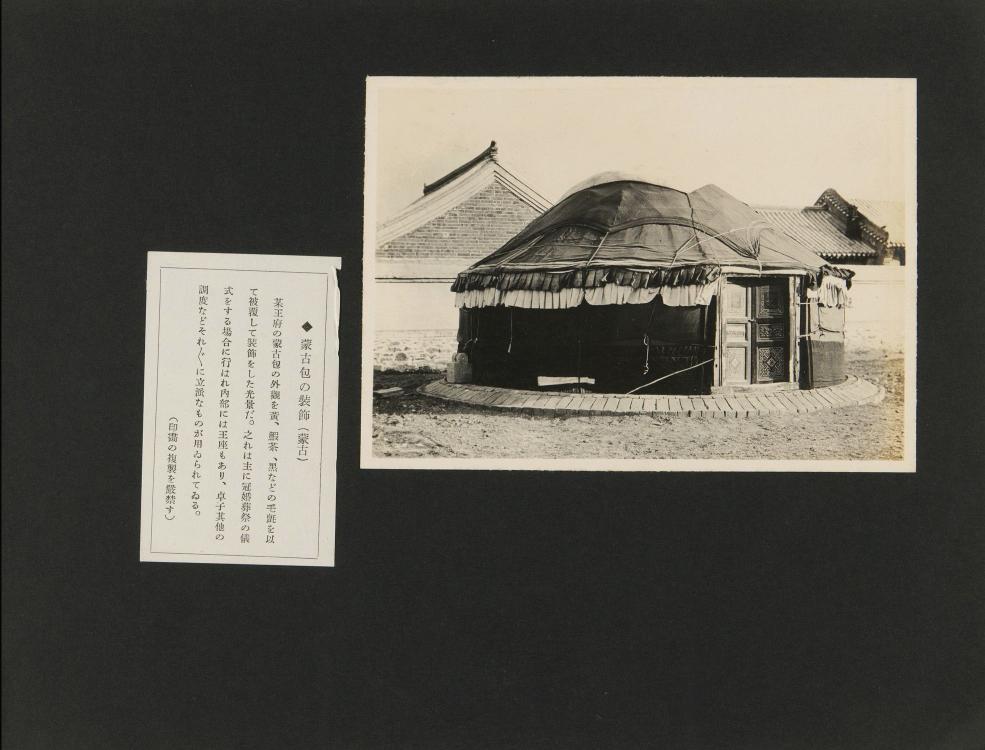 ◆ 蒙古包の装飾（蒙古）
某王府の蒙古包の外觀を黃、鰕茶、黑などの毛氈を以
て被覆して裝飾をした光景だ。之れは主に冠婚葬祭の儀
式をする場合に行はれ內部には王座もあり、卓子其他の
調度などそれ〴〵に立派なものが用ゐられてゐる。
（印畵の複製を嚴禁す）